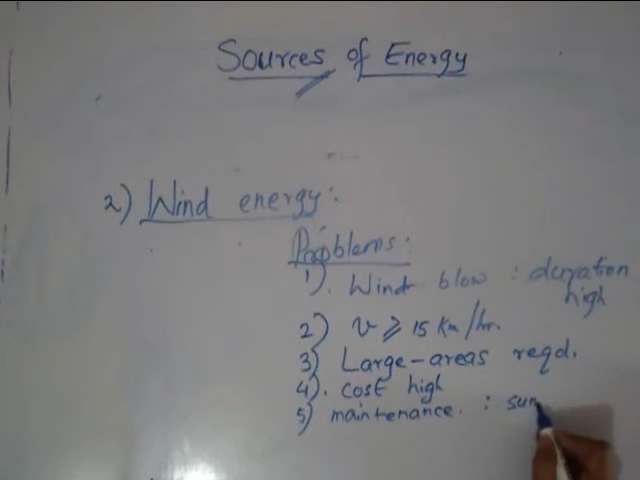 Sources of Energy
2) Wind energy:
Problems:
1). Wind blow : duration
high
2) v ≥ 15 Km/hr.
3) Large-areas reqd.
4). cost high
5) maintenance : sun